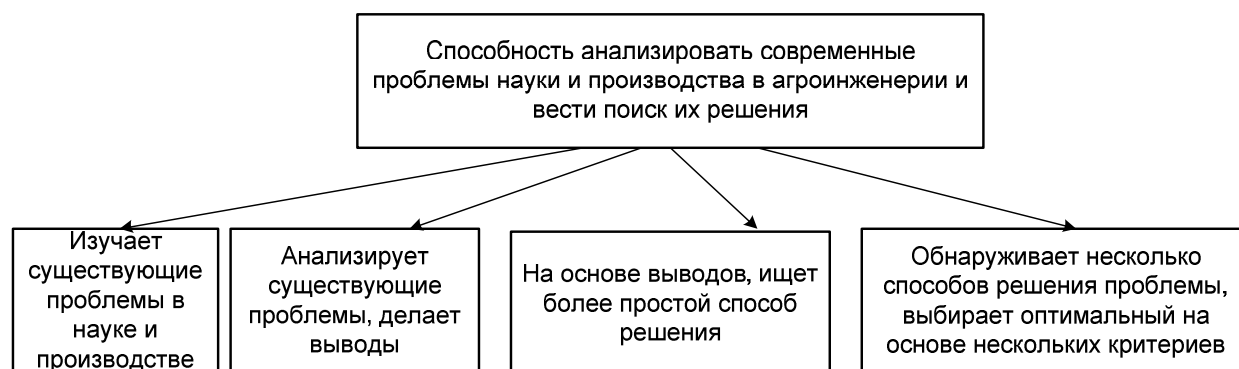 Способность анализировать современные
проблемы науки и производства в агроинженерии и
вести поиск их решения
Изучает
существующие
проблемы в
науке и
производстве
Анализирует
существующие
проблемы, делает
выводы
На основе выводов, ищет
более простой способ
решения
Обнаруживает несколько
способов решения проблемы,
выбирает оптимальный на
основе нескольких критериев